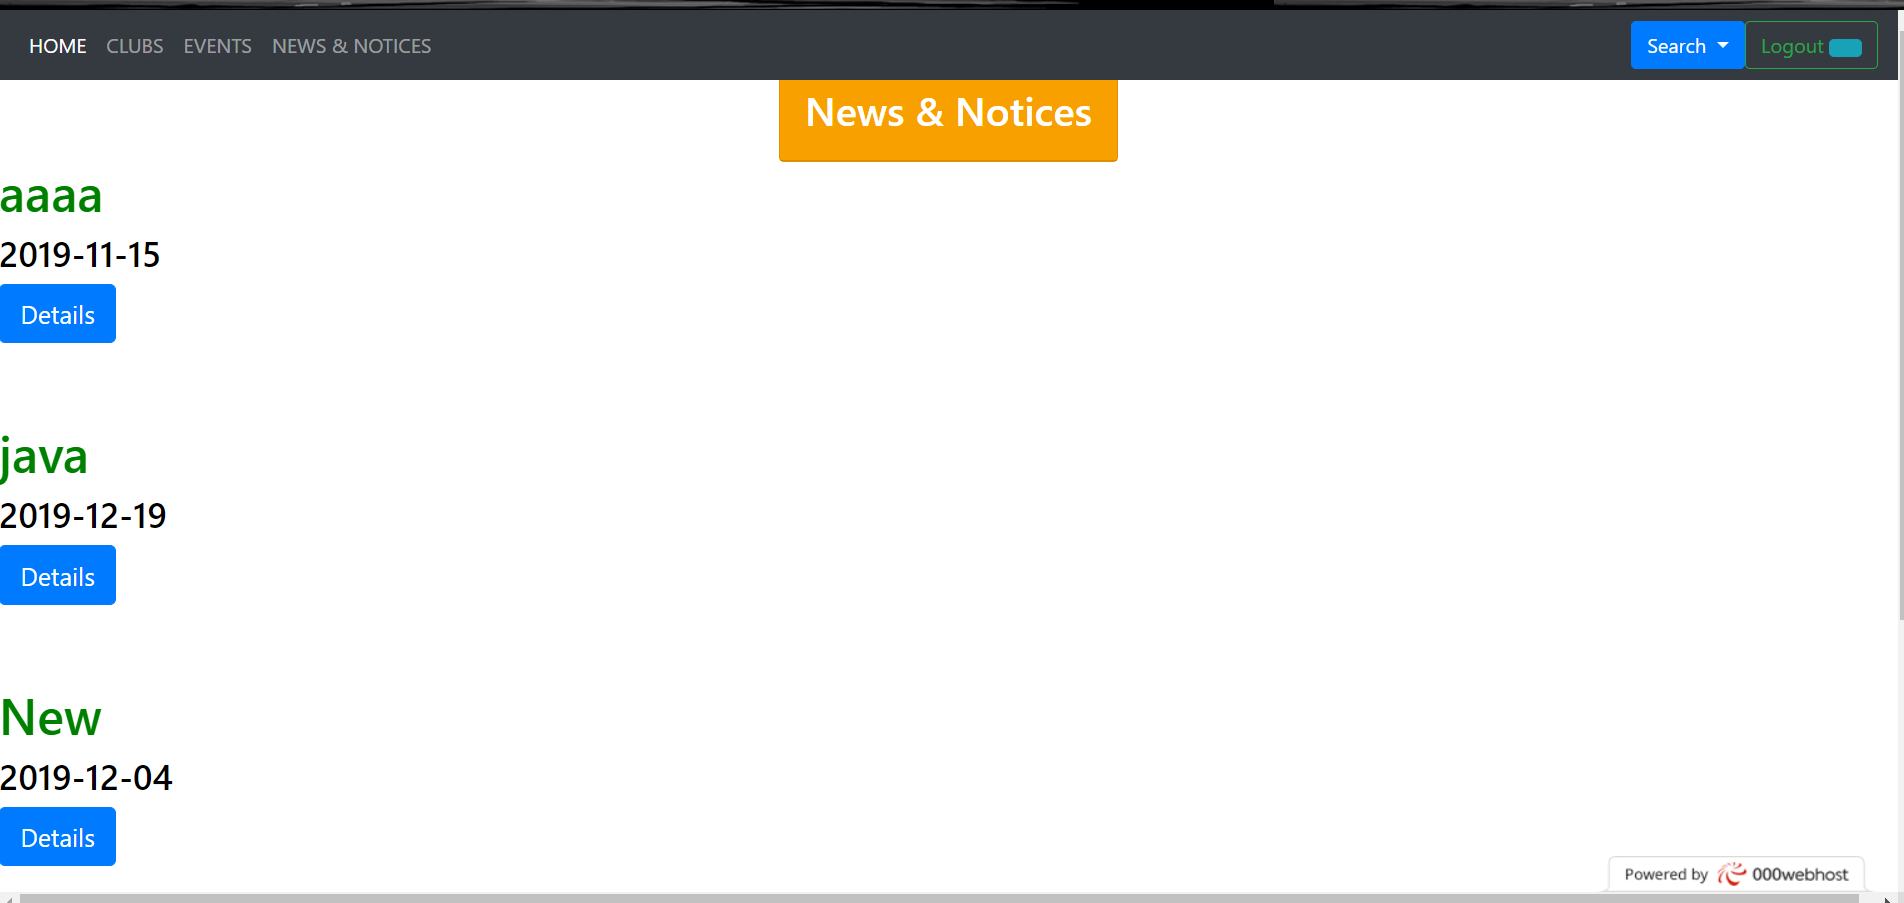 HOME CLUBS EVENTS NEWS & NOTICES Search Logout
News & Notices
aaaa
2019-11-15
Details
java
2019-12-19
Details
New
2019-12-04
Details
Powered by 000webhost